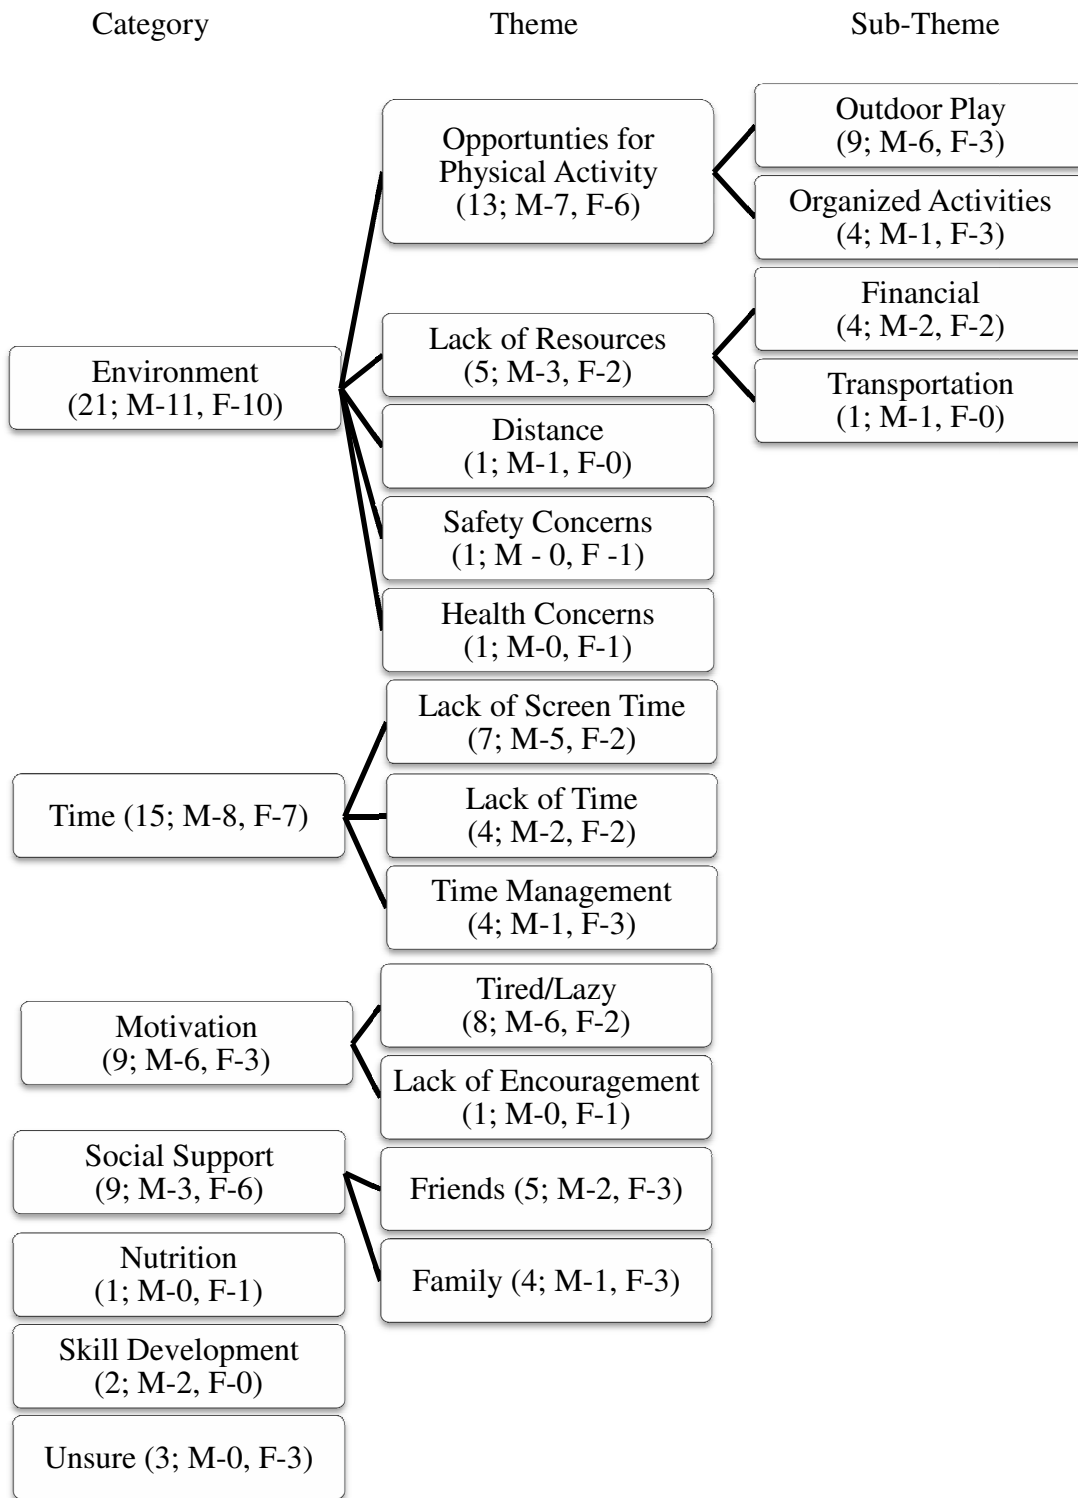 Category
Theme
Sub-Theme
Opportunties for
Physical Activity
(13; M-7, F-6)
Outdoor Play
(9; M-6, F-3)
Organized Activities
(4; M-1, F-3)
Environment
(21; M-11, F-10)
Lack of Resources
(5; M-3, F-2)
Financial
(4; M-2, F-2)
Transportation
(1; M-1, F-0)
Distance
(1; M-1, F-0)
Safety Concerns
(1; M - 0, F -1)
Health Concerns
(1; M-0, F-1)
Time (15; M-8, F-7)
Lack of Screen Time
(7; M-5, F-2)
Lack of Time
(4; M-2, F-2)
Time Management
(4; M-1, F-3)
Motivation
(9; M-6, F-3)
Tired/Lazy
(8; M-6, F-2)
Lack of Encouragement
(1; M-0, F-1)
Social Support
(9; M-3, F-6)
Friends (5; M-2, F-3)
Family (4; M-1, F-3)
Nutrition
(1; M-0, F-1)
Skill Development
(2; M-2, F-0)
Unsure (3; M-0, F-3)